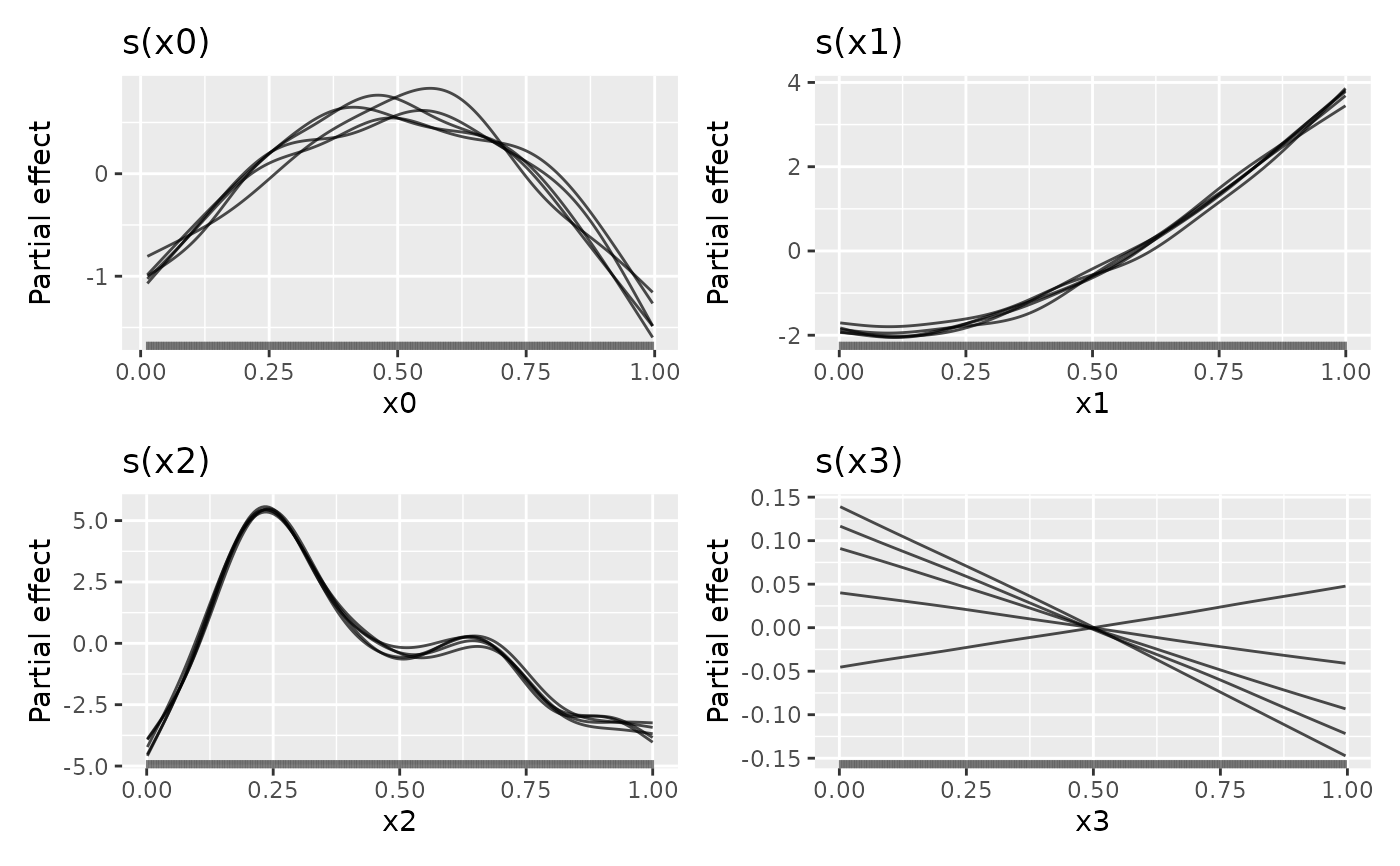 s(x0)
Partial effect
0
-1
0.00 0.25 0.50 0.75 1.00
x0
s(x1)
Partial effect
4
2
0
-2
0.00 0.25 0.50 0.75 1.00
x1
s(x2)
Partial effect
5.0
2.5
0.0
-2.5
-5.0
0.00 0.25 0.50 0.75 1.00
x2
s(x3)
Partial effect
0.15
0.10
0.05
0.00
-0.05
-0.10
-0.15
0.00 0.25 0.50 0.75 1.00
x3